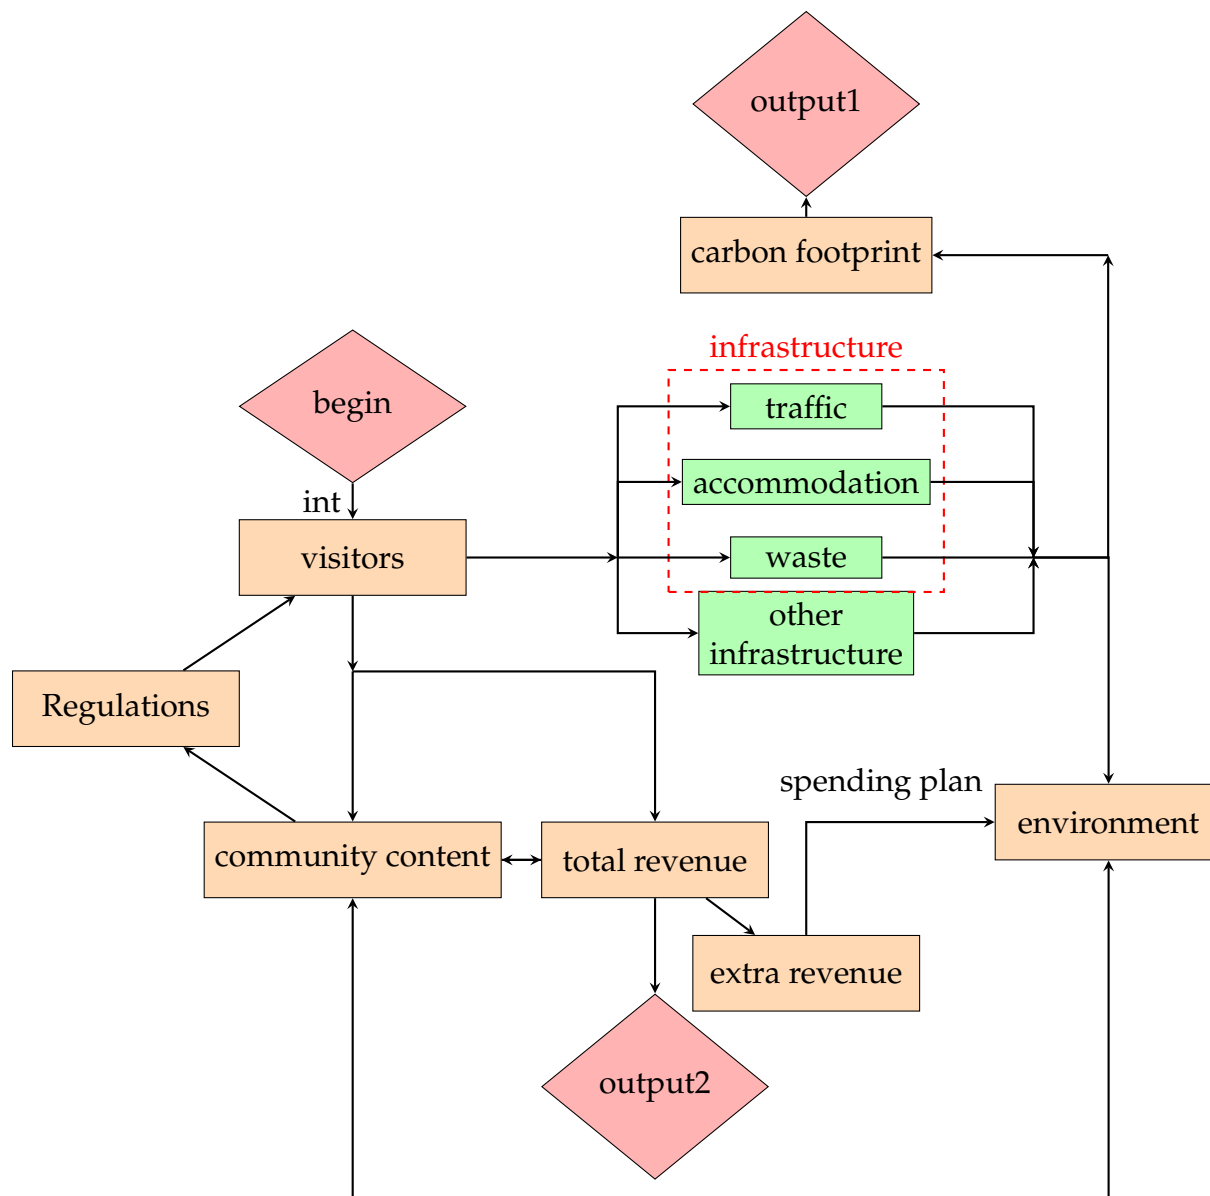 output1
carbon footprint
infrastructure
begin
traffic
accommodation
int
visitors
waste
other
infrastructure
Regulations
spending plan
environment
community content
total revenue
extra revenue
output2